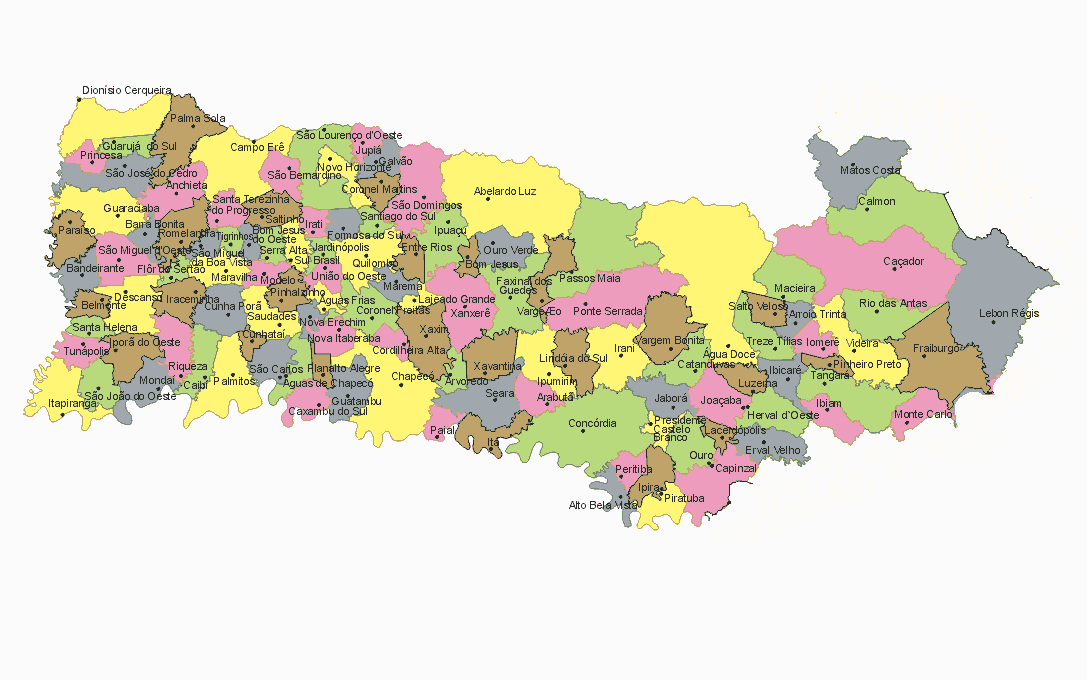 Dionísio Cerqueira
Palma Sola
Guarujá do Sul
Princesa
São José do Cedro
Anchieta
Campo Erê
São Bernardino
São Lourenço d'Oeste
Jupiá
Galvão
Novo Horizonte
Coronel Martins
São Domingos
Abelardo Luz
Matos Costa
Calmon
Caçador
Lebon Régis
Guaraciaba
Paraíso
Barra Bonita
Romelândia
Santa Terezinha
do Progresso
Saltinho
Irati
Santiago do Sul
Formosa do Sul
Ipuaçu
São Miguel d'Oeste
Bandeirante
Flôr do Sertão
São Miguel
da Boa Vista
Tigrinhos
Bom Jesus
do Oeste
Serra Alta
Sul Brasil
Jardinópolis
Quilombo
União do Oeste
Entre Rios
Bom Jesus
Ouro Verde
Faxinal dos
Guedes
Passos Maia
Vargeão
Ponte Serrada
Maravilha
Modelo
Pinhalzinho
Marema
Lajeado Grande
Xanxerê
Águas Frias
Coronel Freitas
Xaxim
Descanso
Belmonte
Iraceminha
Cunha Porã
Saudades
Cunhataí
Nova Erechim
Nova Itaberaba
Cordilheira Alta
Santa Helena
Tunápolis
Iporã do Oeste
Riqueza
Mondai
Caibi
Palmitos
São Carlos
Águas de Chapecó
Planalto Alegre
Guatambu
Caxambu do Sul
Chapecó
São João do Oeste
Itapiranga
Arvoredo
Xavantina
Seara
Paial
Itá
Lindóia do Sul
Ipumirim
Arabutã
Irani
Concórdia
Vargem Bonita
Catanduvas
Água Doce
Jaborá
Joaçaba
Presidente
Castelo
Branco
Luzerna
Lacerdópolis
Herval d'Oeste
Erval Velho
Ouro
Capinzal
Peritiba
Ipira
Piratuba
Alto Bela Vista
Macieira
Salto Veloso
Arroio Trinta
Treze Tílias
Iomerê
Videira
Rio das Antas
Fraiburgo
Pinheiro Preto
Tangará
Ibicaré
Ibiam
Monte Carlo